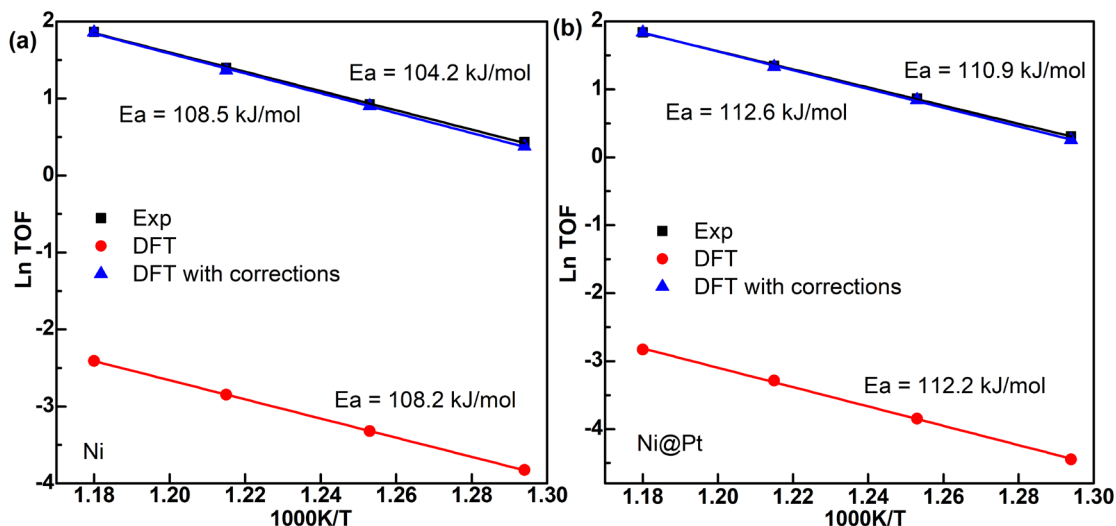 (a)
2
1
0
-1
-2
-3
-4
Ln TOF
Ea = 104.2 kJ/mol
Ea = 108.5 kJ/mol
Exp
DFT
DFT with corrections
Ea = 108.2 kJ/mol
Ni
1.18 1.20 1.22 1.24 1.26 1.28 1.30
1000K/T
(b)
2
1
0
-1
-2
-3
-4
Ln TOF
Ea = 110.9 kJ/mol
Ea = 112.6 kJ/mol
Exp
DFT
DFT with corrections
Ea = 112.2 kJ/mol
Ni@Pt
1.18 1.20 1.22 1.24 1.26 1.28 1.30
1000K/T